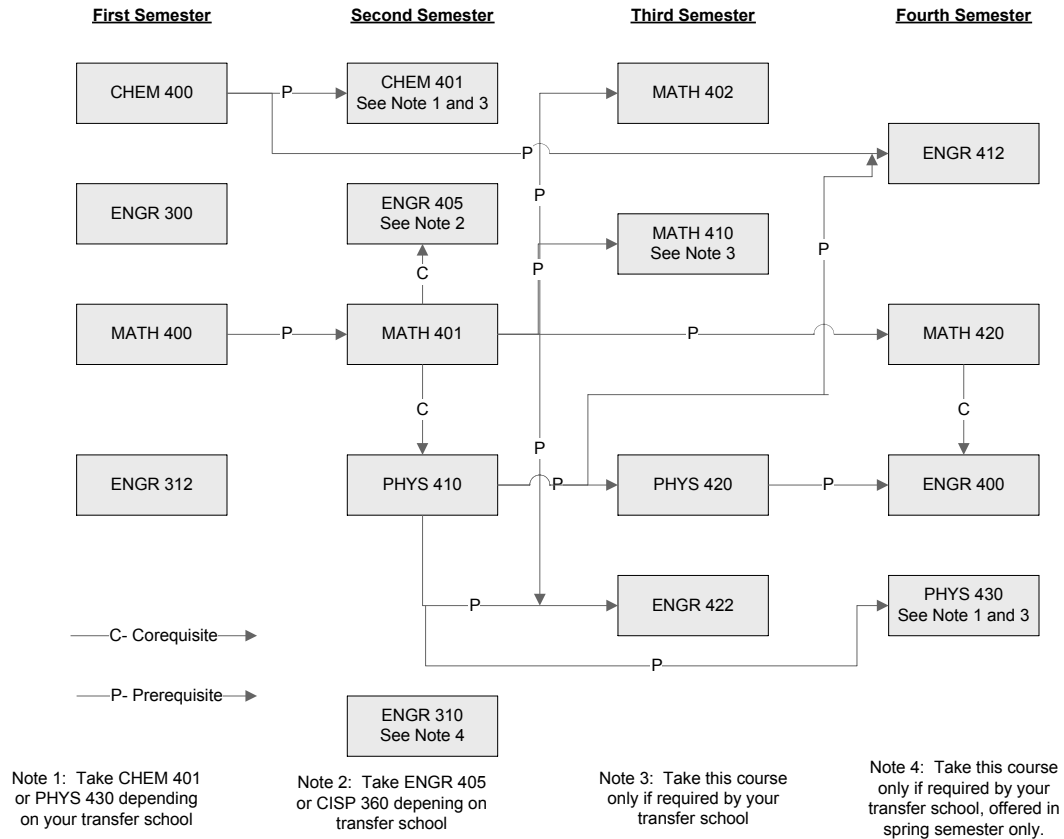 First Semester
Second Semester
Third Semester
Fourth Semester
CHEM 400
P
CHEM 401
See Note 1 and 3
MATH 402
P
ENGR 412
ENGR 300
ENGR 405
See Note 2
P
MATH 410
See Note 3
P
P
C
MATH 400
P
MATH 401
P
MATH 420
C
C
P
ENGR 312
PHYS 410
P
PHYS 420
P
ENGR 400
P
ENGR 422
PHYS 430
See Note 1 and 3
C- Corequisite
P
P- Prerequisite
ENGR 310
See Note 4
Note 1: Take CHEM 401
or PHYS 430 depending
on your transfer school
Note 2: Take ENGR 405
or CISP 360 depening on
transfer school
Note 3: Take this course
only if required by your
transfer school
Note 4: Take this course
only if required by your
transfer school, offered in
spring semester only.